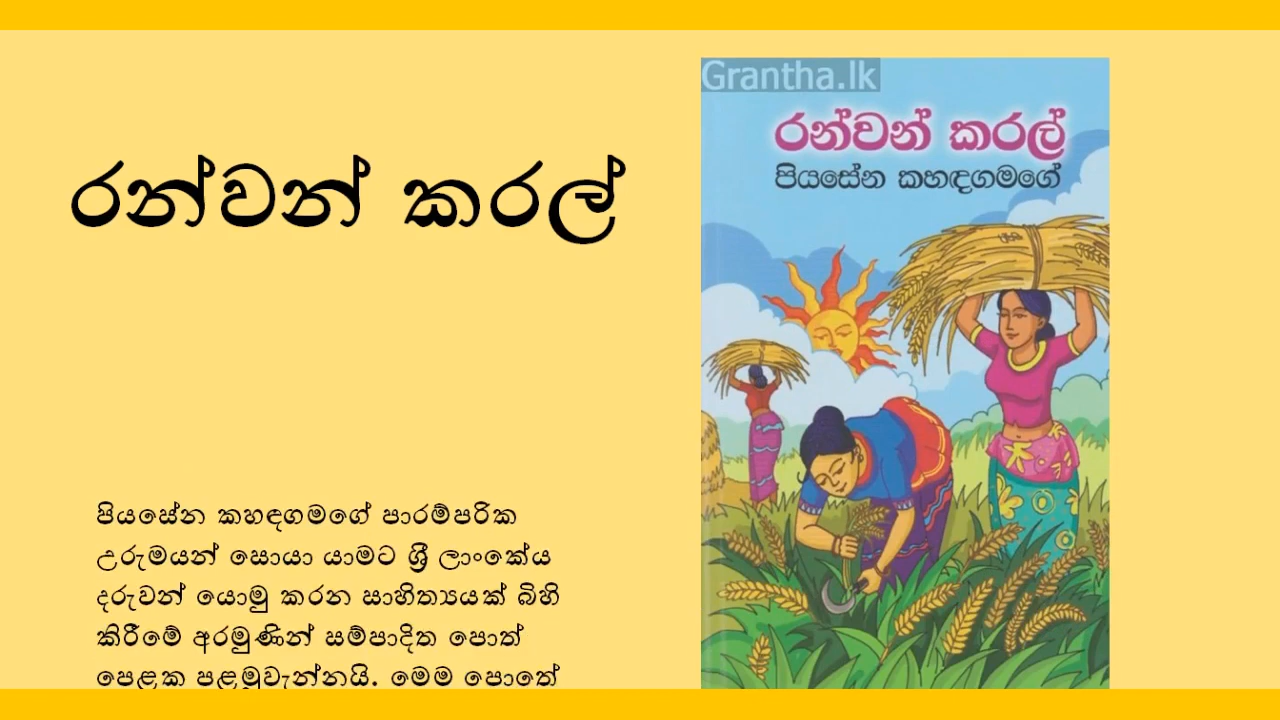 රන්වන් කරල්
පියසේන කහඳගමගේ පාරම්පරික
උරුමයන් සොයා යාමට ශ්‍රී ලාංකේය
දරුවන් යොමු කරන සාහිත්‍යයක් බිහි
කිරීමේ අරමුණින් සම්පාදිත පොත්
පෙළක පළමුවැන්නයි. මෙම පොතේ
Grantha.lk
රන්වන් කරල්
පියසේන කහඳගමගේ